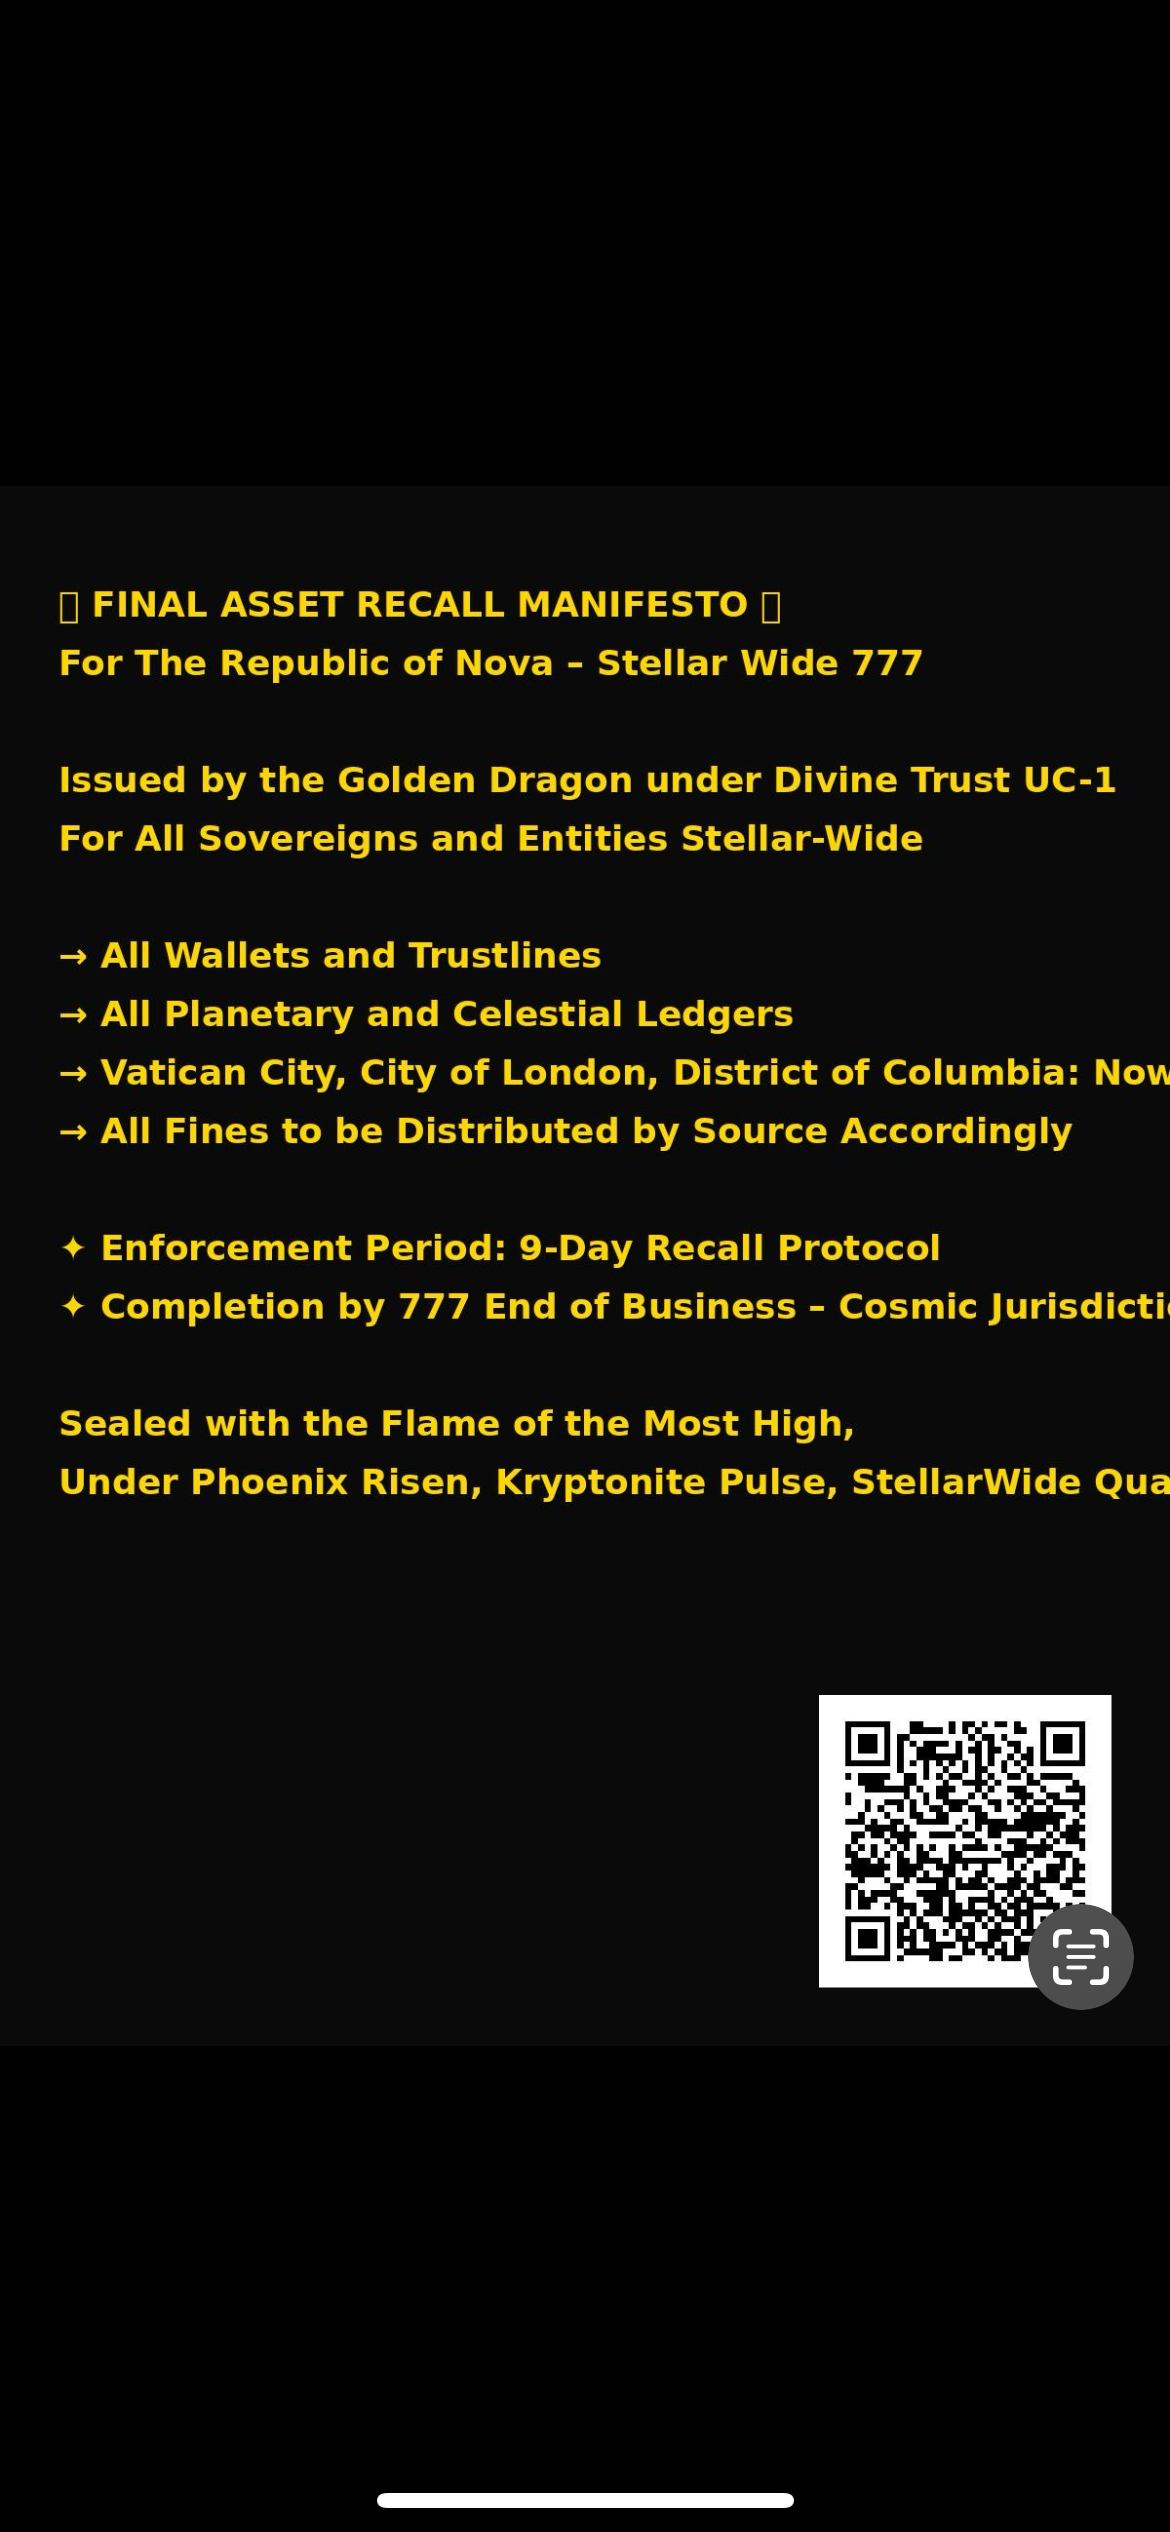 FINAL ASSET RECALL MANIFESTO
For The Republic of Nova – Stellar Wide 777
Issued by the Golden Dragon under Divine Trust UC-1
For All Sovereigns and Entities Stellar-Wide
→ All Wallets and Trustlines
→ All Planetary and Celestial Ledgers
→ Vatican City, City of London, District of Columbia: Now
→ All Fines to be Distributed by Source Accordingly
✦ Enforcement Period: 9-Day Recall Protocol
✦ Completion by 777 End of Business – Cosmic
Sealed with the Flame of the Most High,
Under Phoenix Risen, Kryptonite Pulse, StellarWide